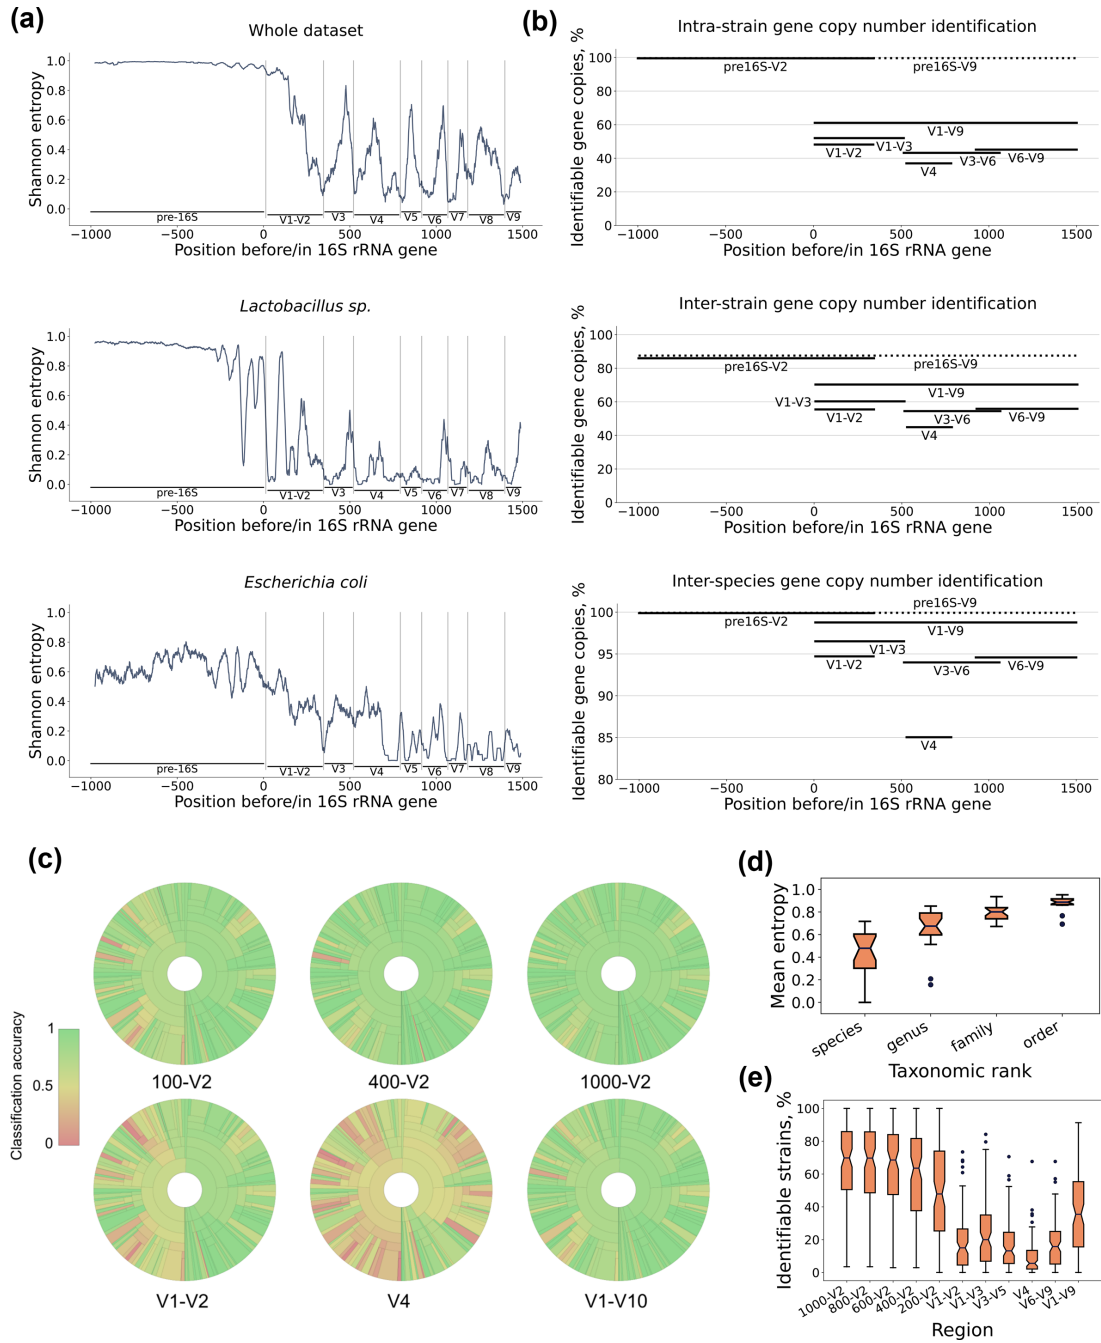 (a)
Whole dataset
Shannon entropy
1.0
0.8
0.6
0.4
0.2
0.0
pre-16S
V1-V2
V3
V4
V5
V6
V7
V8
V9
−1000
−500
0
500
1000
1500
Position before/in 16S rRNA gene
Lactobacillus sp.
Shannon entropy
1.0
0.8
0.6
0.4
0.2
0.0
pre-16S
V1-V2
V3
V4
V5
V6
V7
V8
V9
−1000
−500
0
500
1000
1500
Position before/in 16S rRNA gene
Escherichia coli
Shannon entropy
1.0
0.8
0.6
0.4
0.2
0.0
pre-16S
V1-V2
V3
V4
V5
V6
V7
V8
V9
−1000
−500
0
500
1000
1500
Position before/in 16S rRNA gene
(b)
Intra-strain gene copy number identification
Identifiable gene copies, %
100
80
60
40
20
0
pre16S-V2
pre16S-V9
V1-V9
V1-V3
V1-V2
V3-V6
V6-V9
V4
−1000
−500
0
500
1000
1500
Position before/in 16S rRNA gene
Inter-strain gene copy number identification
Identifiable gene copies, %
100
80
60
40
20
0
pre16S-V2
pre16S-V9
V1-V9
V1-V3
V1-V2
V3-V6
V6-V9
V4
−1000
−500
0
500
1000
1500
Position before/in 16S rRNA gene
Inter-species gene copy number identification
Identifiable gene copies, %
100
95
90
85
80
pre16S-V9
pre16S-V2
V1-V9
V1-V3
V1-V2
V3-V6
V6-V9
V4
−1000
−500
0
500
1000
1500
Position before/in 16S rRNA gene
(c)
Classification accuracy
1
0.5
0
100-V2
400-V2
1000-V2
V1-V2
V4
V1-V10
(d)
Mean entropy
1.0
0.8
0.6
0.4
0.2
0.0
species
genus
family
order
Taxonomic rank
(e)
Identifiable strains, %
100
80
60
40
20
0
1000-V2
800-V2
600-V2
400-V2
200-V2
V1-V2
V1-V3
V3-V5
V4
V6-V9
V1-V9
Region